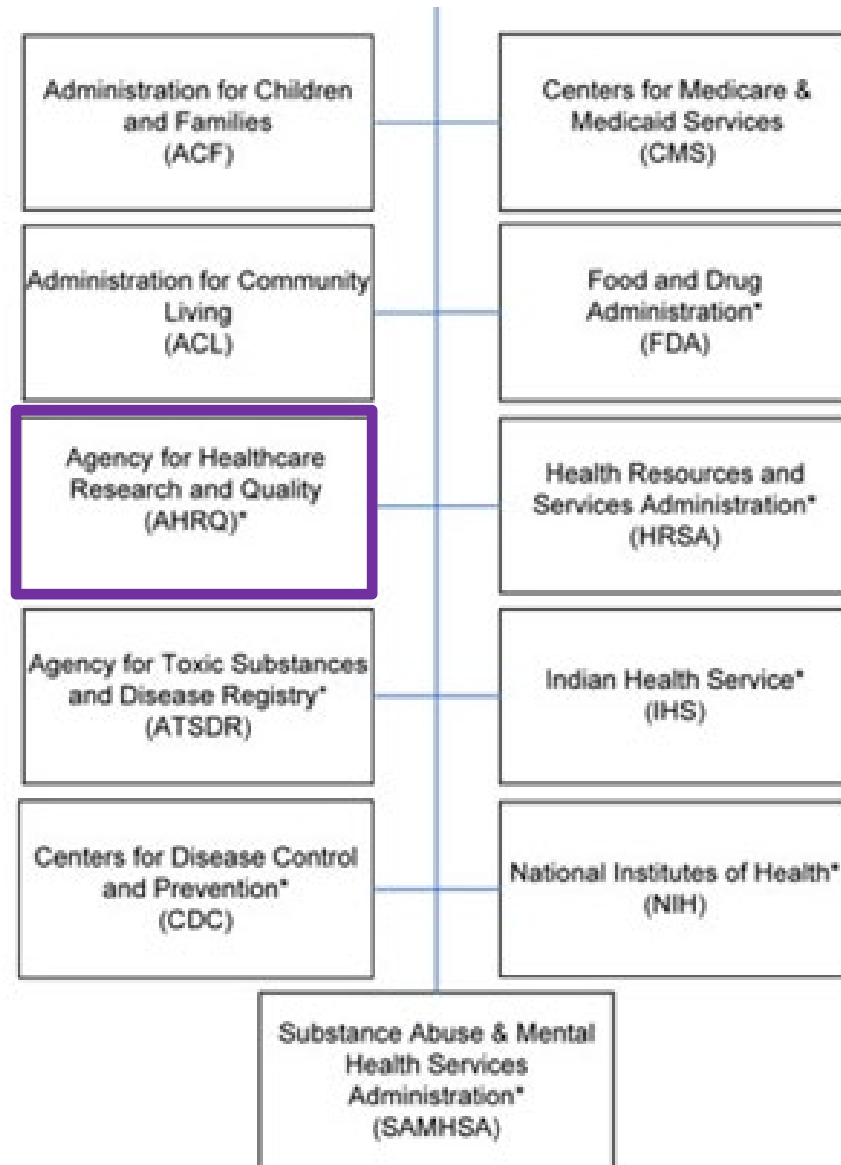 Administration for Children
and Families
(ACF)
Centers for Medicare &
Medicaid Services
(CMS)
Administration for Community
Living
(ACL)
Food and Drug
Administration*
(FDA)
Agency for Healthcare
Research and Quality
(AHRQ)*
Health Resources and
Services Administration*
(HRSA)
Agency for Toxic Substances
and Disease Registry*
(ATSDR)
Indian Health Service*
(IHS)
Centers for Disease Control
and Prevention*
(CDC)
National Institutes of Health*
(NIH)
Substance Abuse & Mental
Health Services
Administration*
(SAMHSA)